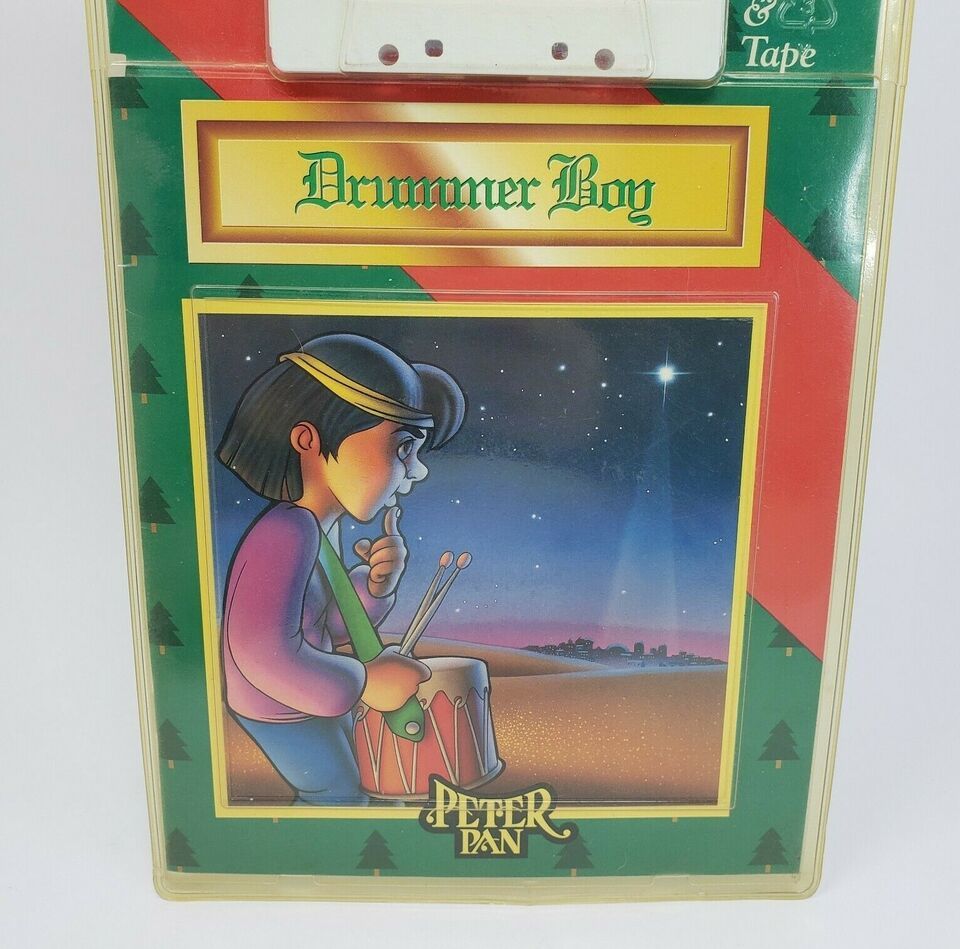 &
Tape
Drummer Boy
PETER
PAN